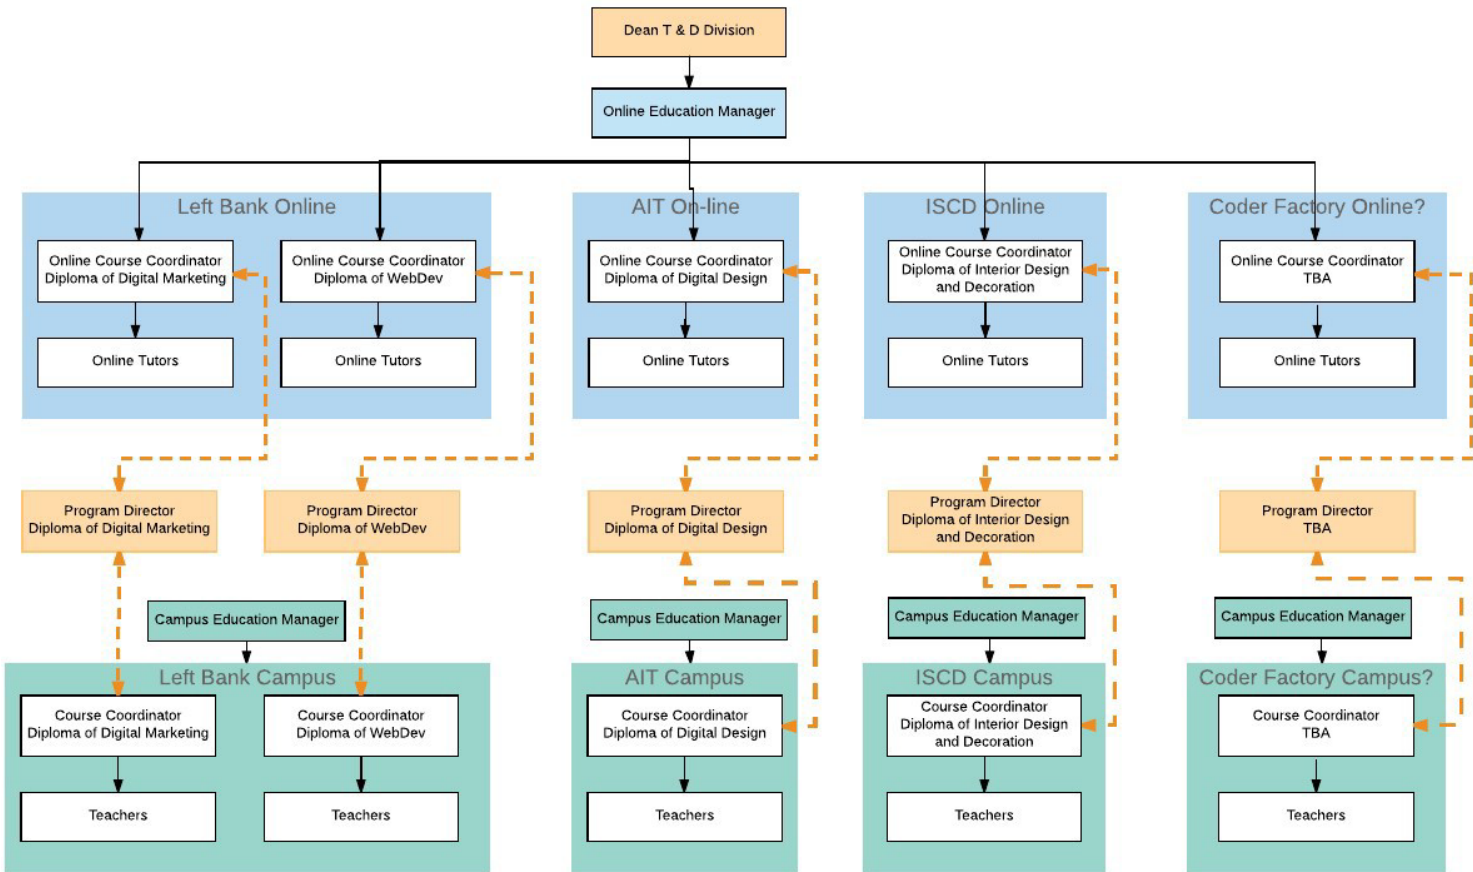 Dean T & D Division
Online Education Manager
Left Bank Online
AIT On-line
ISCD Online
Coder Factory Online?
Online Course Coordinator
Diploma of Digital Marketing
Online Course Coordinator
Diploma of WebDev
Online Course Coordinator
Diploma of Digital Design
Online Course Coordinator
Diploma of Interior Design
and Decoration
Online Course Coordinator
TBA
Online Tutors
Online Tutors
Online Tutors
Online Tutors
Online Tutors
Program Director
Diploma of Digital Marketing
Program Director
Diploma of WebDev
Program Director
Diploma of Digital Design
Program Director
Diploma of Interior Design
and Decoration
Program Director
TBA
Campus Education Manager
Campus Education Manager
Campus Education Manager
Campus Education Manager
Left Bank Campus
AIT Campus
ISCD Campus
Coder Factory Campus?
Course Coordinator
Diploma of Digital Marketing
Course Coordinator
Diploma of WebDev
Course Coordinator
Diploma of Digital Design
Course Coordinator
Diploma of Interior Design
and Decoration
Course Coordinator
TBA
Teachers
Teachers
Teachers
Teachers
Teachers